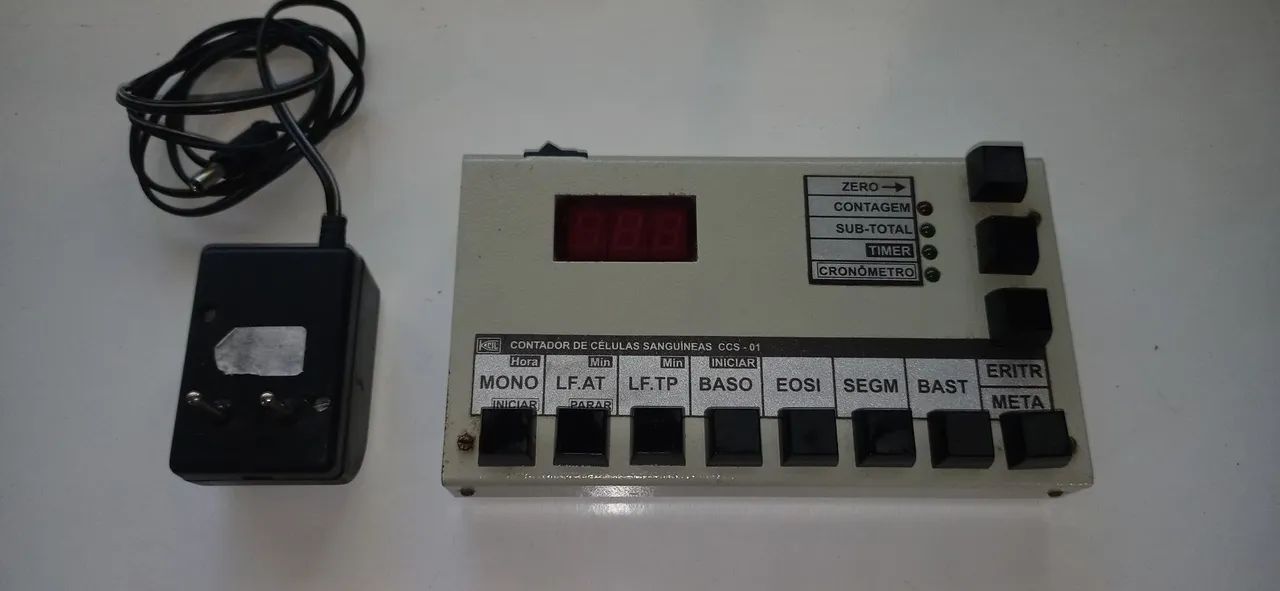 ZERO →
CONTAGEM
SUB-TOTAL
TIMER
CRONÔMETRO
CONTADOR DE CÉLULAS SANGUÍNEAS CCS - 01
Hora Min Min INICIAR
MONO LF.AT LF.TP BASO EOSI SEGM BAST ERITR
META
INICIAR PARAR